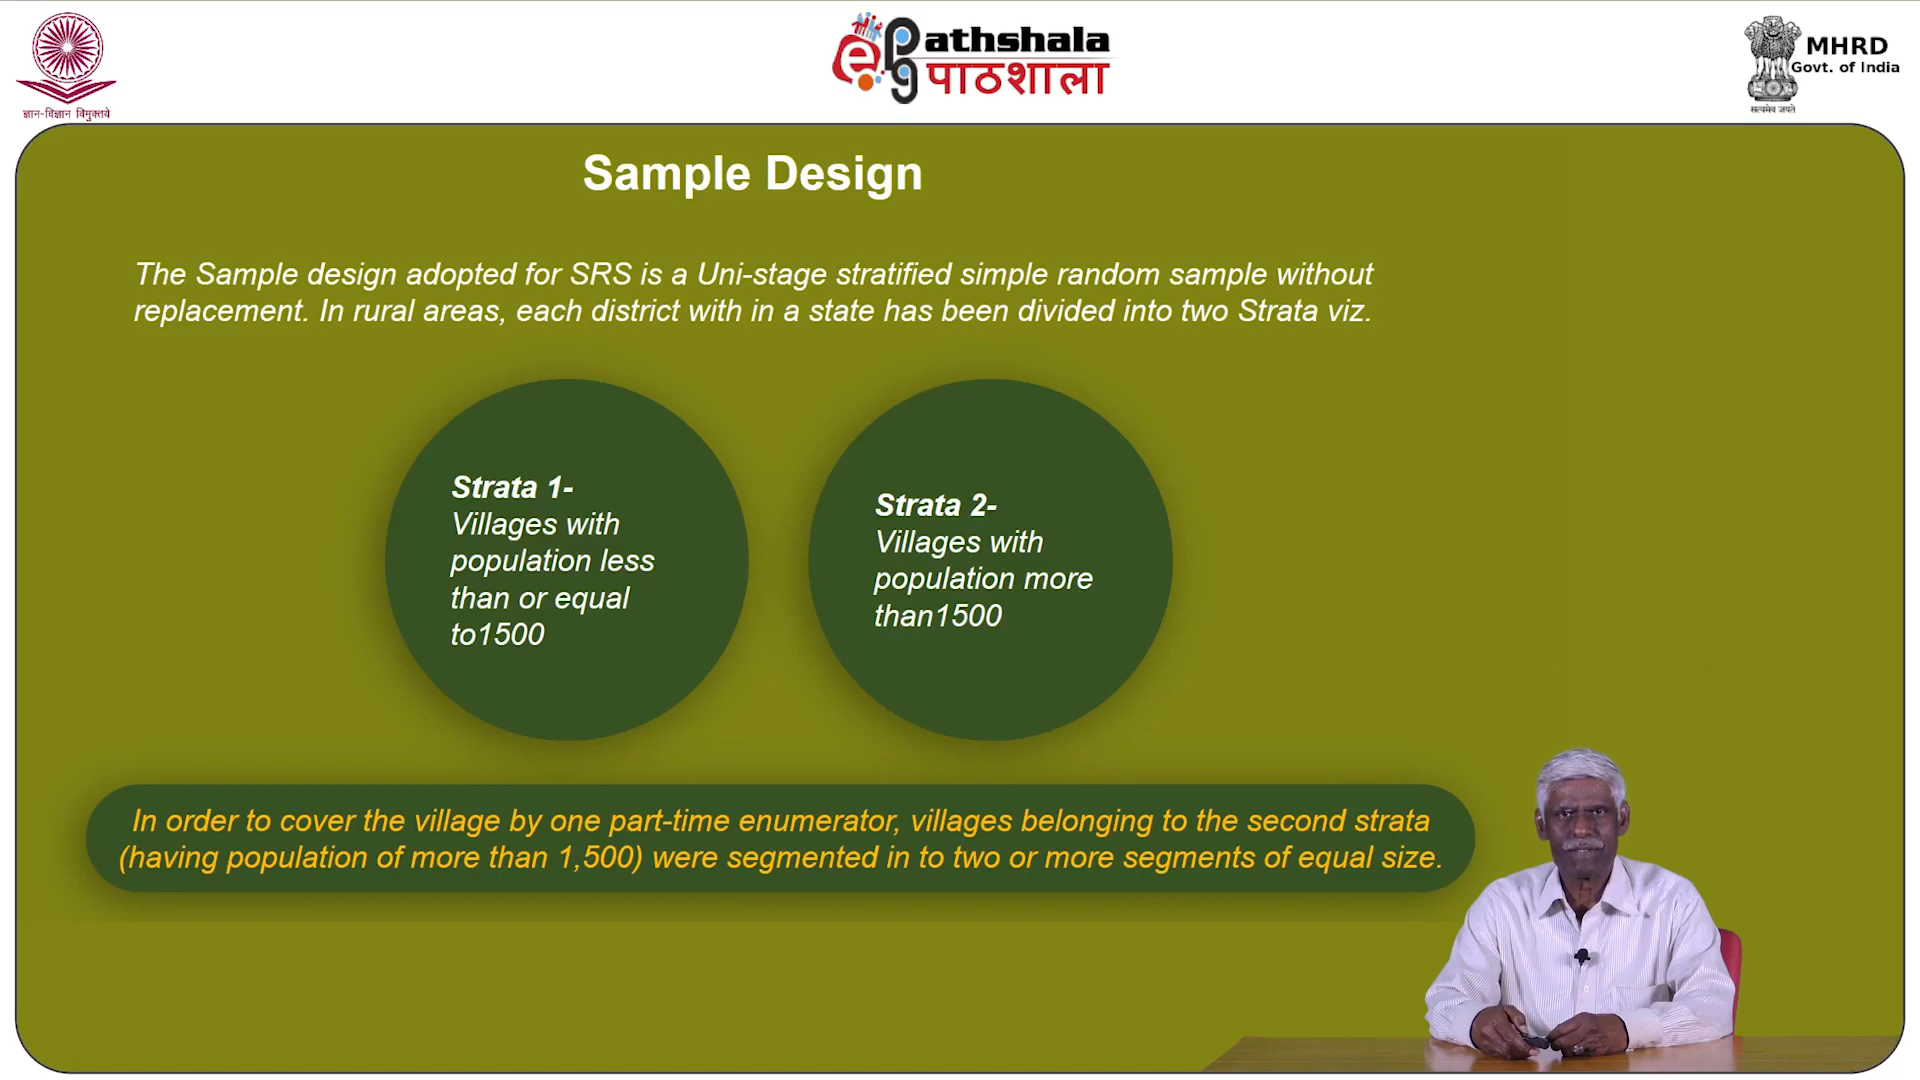 ज्ञान-विज्ञान विमुक्तये
ePG Pathshala
पाठशाला
MHRD
Govt. of India
सत्यमेव जयते
Sample Design
The Sample design adopted for SRS is a Uni-stage stratified simple random sample without
replacement. In rural areas, each district with in a state has been divided into two Strata viz.
Strata 1-
Villages with
population less
than or equal
to1500
Strata 2-
Villages with
population more
than1500
In order to cover the village by one part-time enumerator, villages belonging to the second strata
(having population of more than 1,500) were segmented in to two or more segments of equal size.